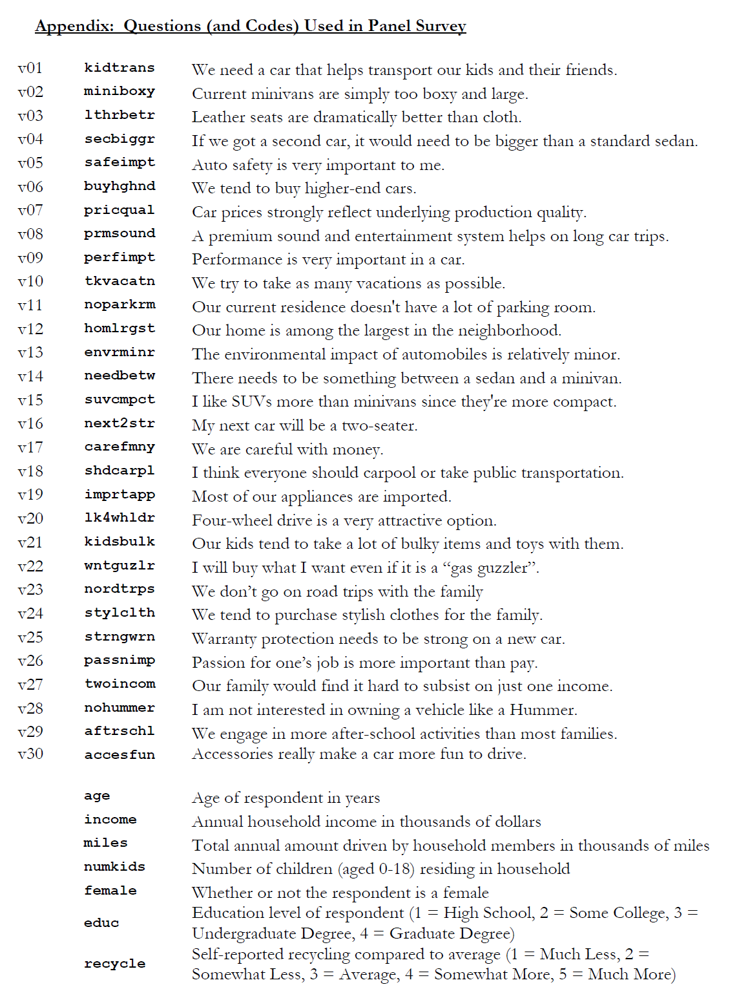 Appendix:  Questions (and Codes) Used in Panel Survey
v01 kidtrans We need a car that helps transport our kids and their friends.
v02 miniboxy Current minivans are simply too boxy and large.
v03 lthrbetr Leather seats are dramatically better than cloth.
v04 secbiggr If we got a second car, it would need to be bigger than a standard sedan.
v05 safeimpt Auto safety is very important to me.
v06 buyhghnd We tend to buy higher-end cars.
v07 pricqual Car prices strongly reflect underlying production quality.
v08 prmsound A premium sound and entertainment system helps on long car trips.
v09 perfimpt Performance is very important in a car.
v10 tkvacatn We try to take as many vacations as possible.
v11 noparkrm Our current residence doesn't have a lot of parking room.
v12 homlrgst Our home is among the largest in the neighborhood.
v13 envrminr The environmental impact of automobiles is relatively minor.
v14 needbetw There needs to be something between a sedan and a minivan.
v15 suvcmpct I like SUVs more than minivans since they're more compact.
v16 next2str My next car will be a two-seater.
v17 carefmny We are careful with money.
v18 shdcarpl I think everyone should carpool or take public transportation.
v19 imprtapp Most of our appliances are imported.
v20 lk4whldr Four-wheel drive is a very attractive option.
v21 kidsbulk Our kids tend to take a lot of bulky items and toys with them.
v22 wntguzlr I will buy what I want even if it is a “gas guzzler”.
v23 nordtrps We don’t go on road trips with the family
v24 stylclth We tend to purchase stylish clothes for the family.
v25 strngwrn Warranty protection needs to be strong on a new car.
v26 passnimp Passion for one’s job is more important than pay.
v27 twoincom Our family would find it hard to subsist on just one income.
v28 nohummer I am not interested in owning a vehicle like a Hummer.
v29 aftrschl We engage in more after-school activities than most families.
v30 accesfun Accessories really make a car more fun to drive.
age Age of respondent in years
income Annual household income in thousands of dollars
miles Total annual amount driven by household members in thousands of miles
numkids Number of children (aged 0-18) residing in household
female Whether or not the respondent is a female
educ Education level of respondent (1 = High School, 2 = Some College, 3 =
Undergraduate Degree, 4 = Graduate Degree)
recycle Self-reported recycling compared to average (1 = Much Less, 2 =
Somewhat Less, 3 = Average, 4 = Somewhat More, 5 = Much More)